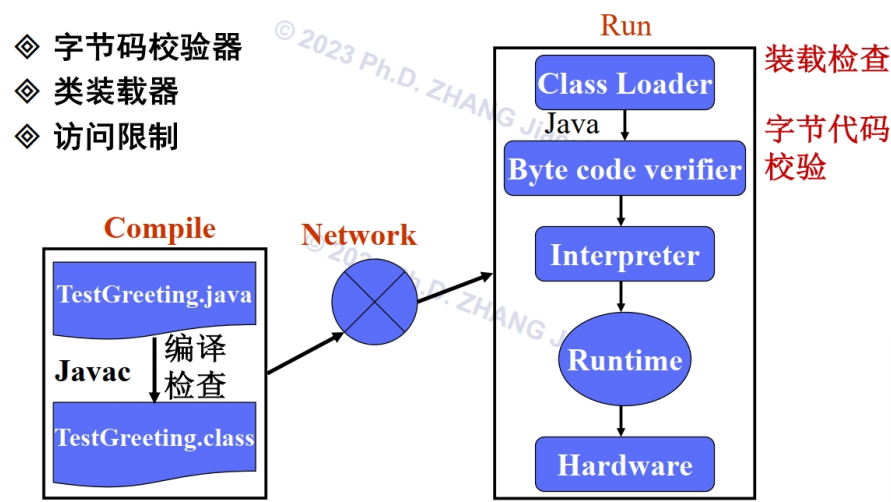 字节码校验器
类装载器
访问限制
Compile
TestGreeting.java
Javac
编译
检查
TestGreeting.class
Network
Run
Class Loader
Java
Byte code verifier
Interpreter
Runtime
Hardware
装载检查
字节代码
校验
© 2023 Ph.D. ZHANG
Ph.D. ZHANG